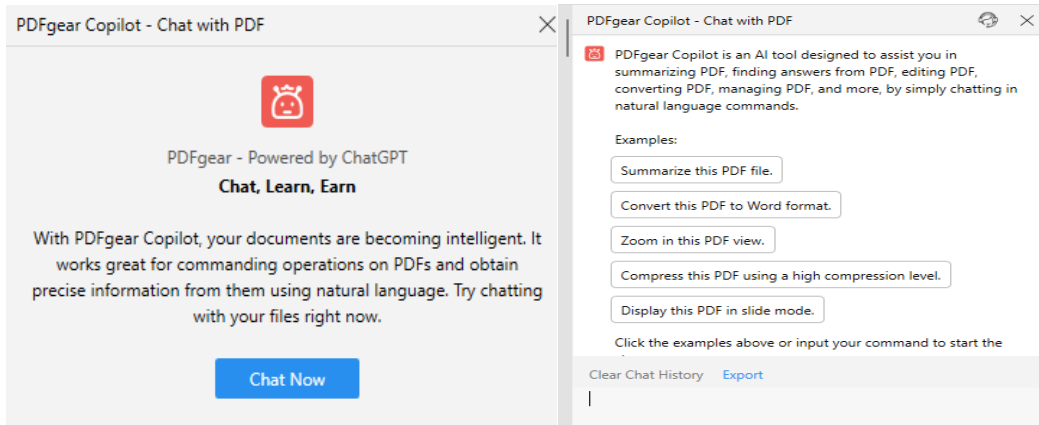 PDFgear Copilot - Chat with PDF
PDFgear - Powered by ChatGPT
Chat, Learn, Earn
With PDFgear Copilot, your documents are becoming intelligent. It
works great for commanding operations on PDFs and obtain
precise information from them using natural language. Try chatting
with your files right now.
Chat Now
PDFgear Copilot - Chat with PDF
PDFgear Copilot is an AI tool designed to assist you in
summarizing PDF, finding answers from PDF, editing PDF,
converting PDF, managing PDF, and more, by simply chatting in
natural language commands.
Examples:
Summarize this PDF file.
Convert this PDF to Word format.
Zoom in this PDF view.
Compress this PDF using a high compression level.
Display this PDF in slide mode.
Click the examples above or input your command to start the
Clear Chat History Export